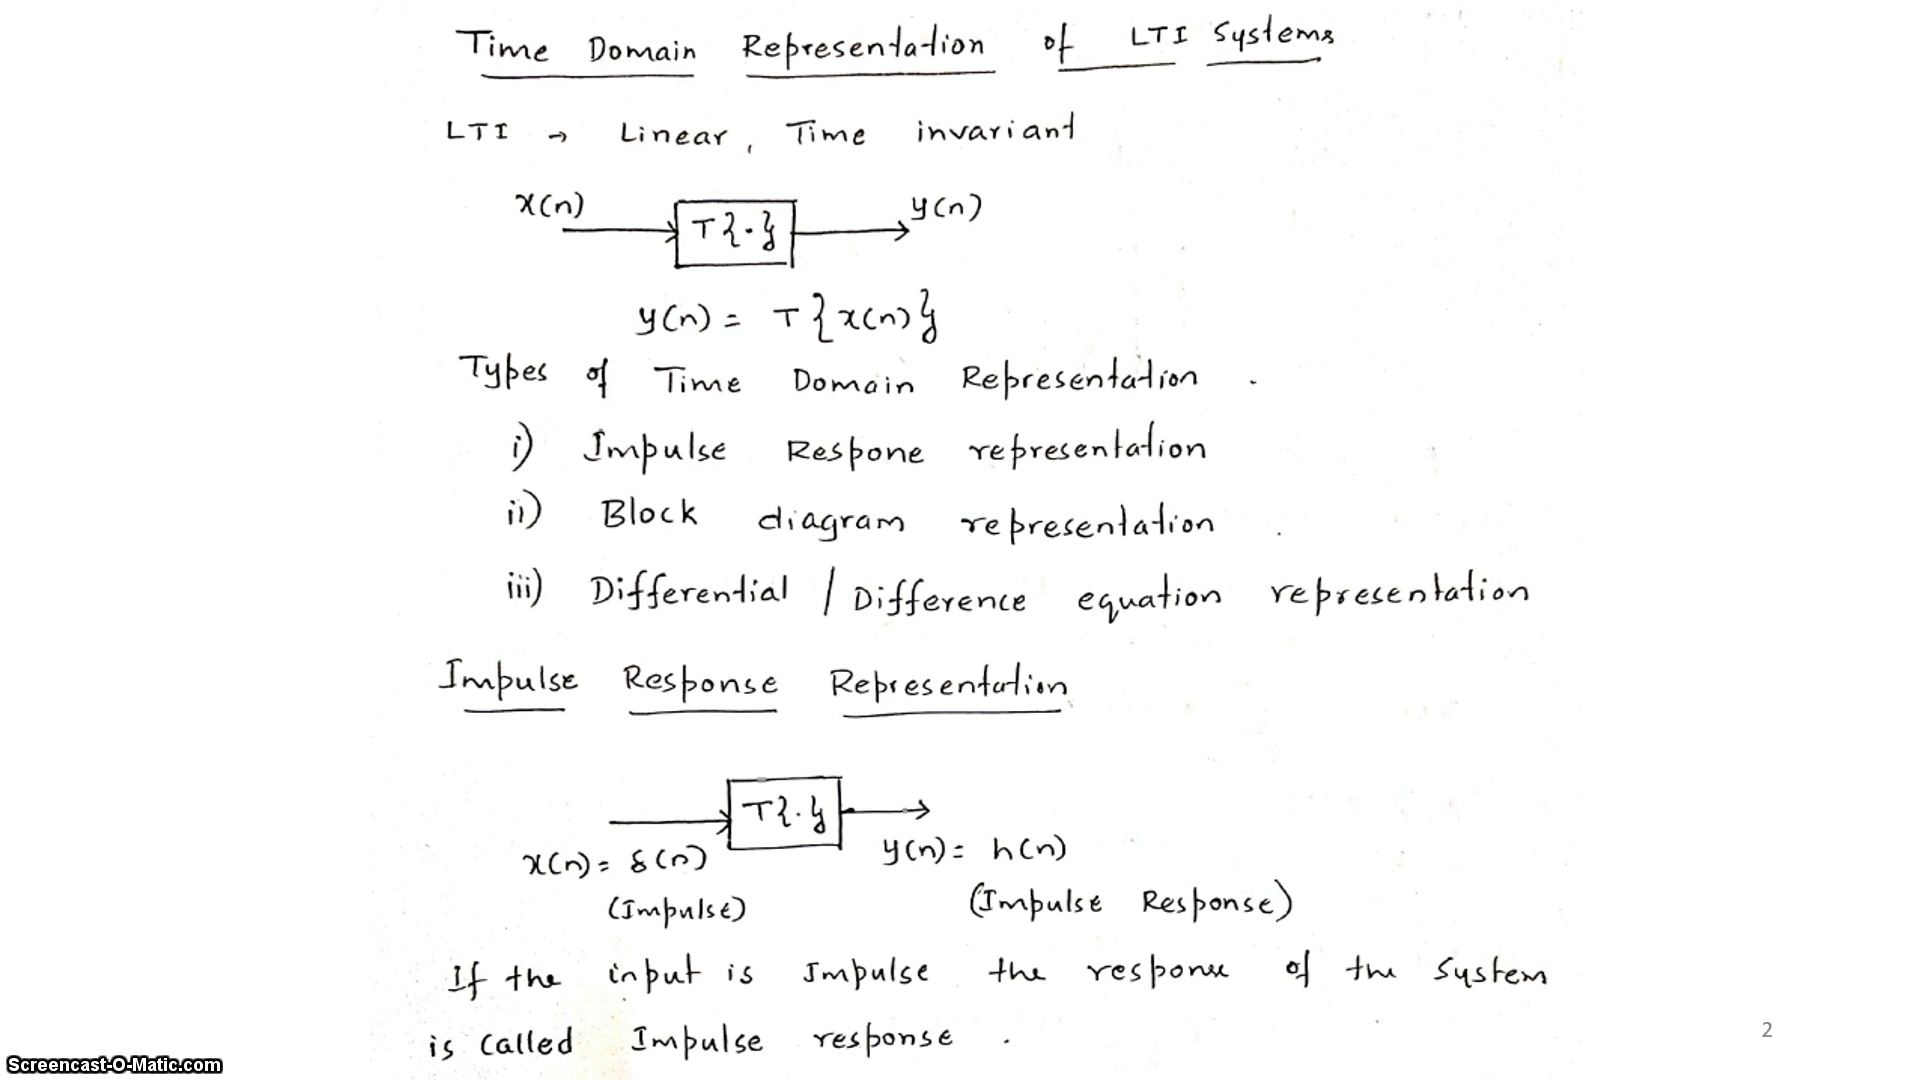 Time Domain Representation of LTI Systems
LTI → Linear, Time invariant
x(n) T{·} y(n)
y(n) = T{x(n)}
Types of Time Domain Representation .
i) Impulse Respone representation
ii) Block diagram representation .
iii) Differential / Difference equation representation
Impulse Response Representation
T{·}
x(n) = δ(n) y(n) = h(n)
(Impulse) (Impulse Response)
If the input is Impulse the response of the System
is called Impulse response .
2
Screencast-O-Matic.com